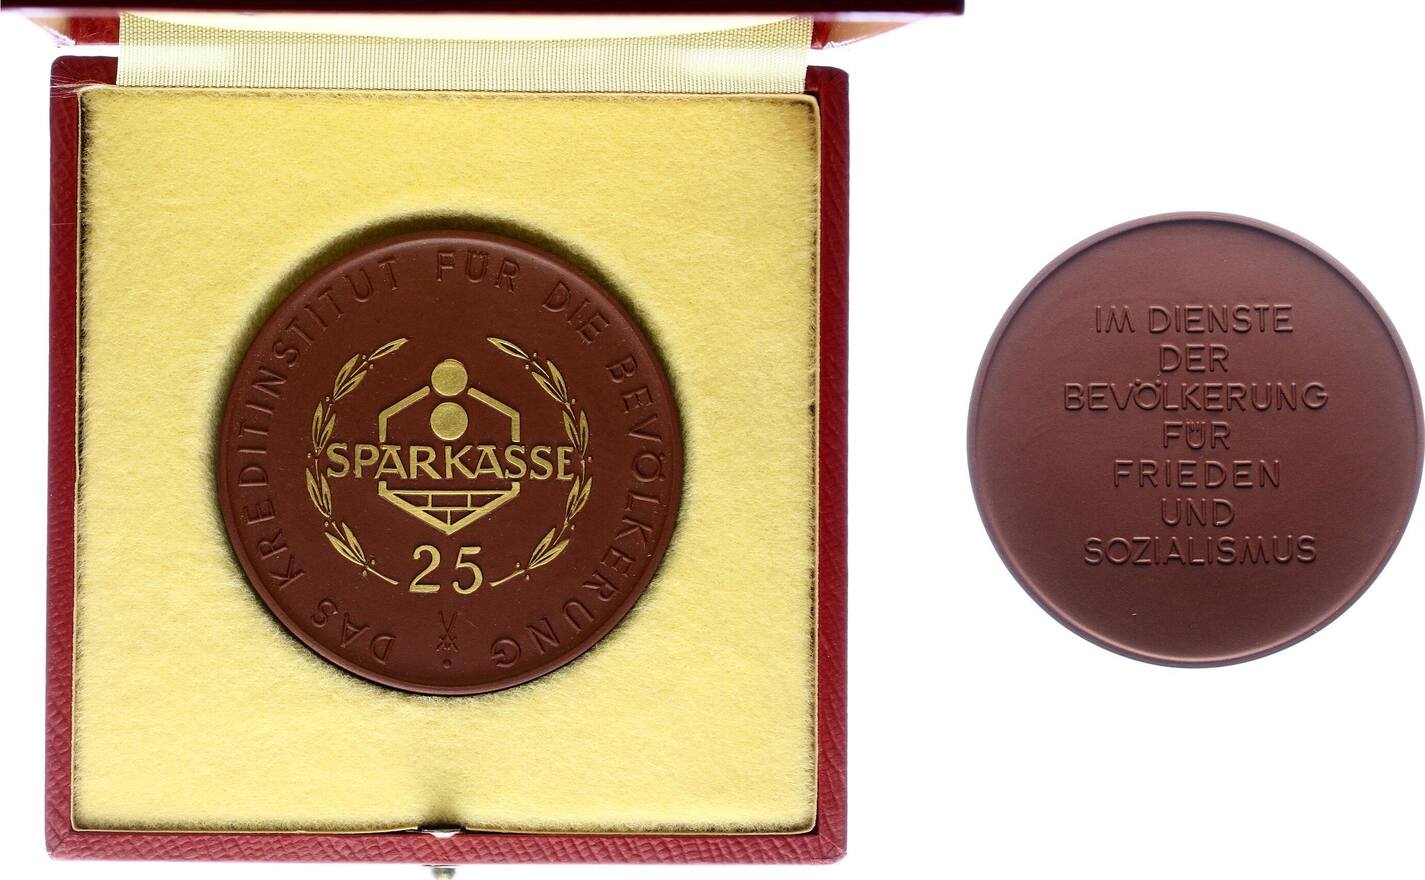 DAS KREDITINSTITUT FÜR DIE BEVÖLKERUNG
SPARKASSE
25
IM DIENSTE
DER
BEVÖLKERUNG
FÜR
FRIEDEN
UND
SOZIALISMUS